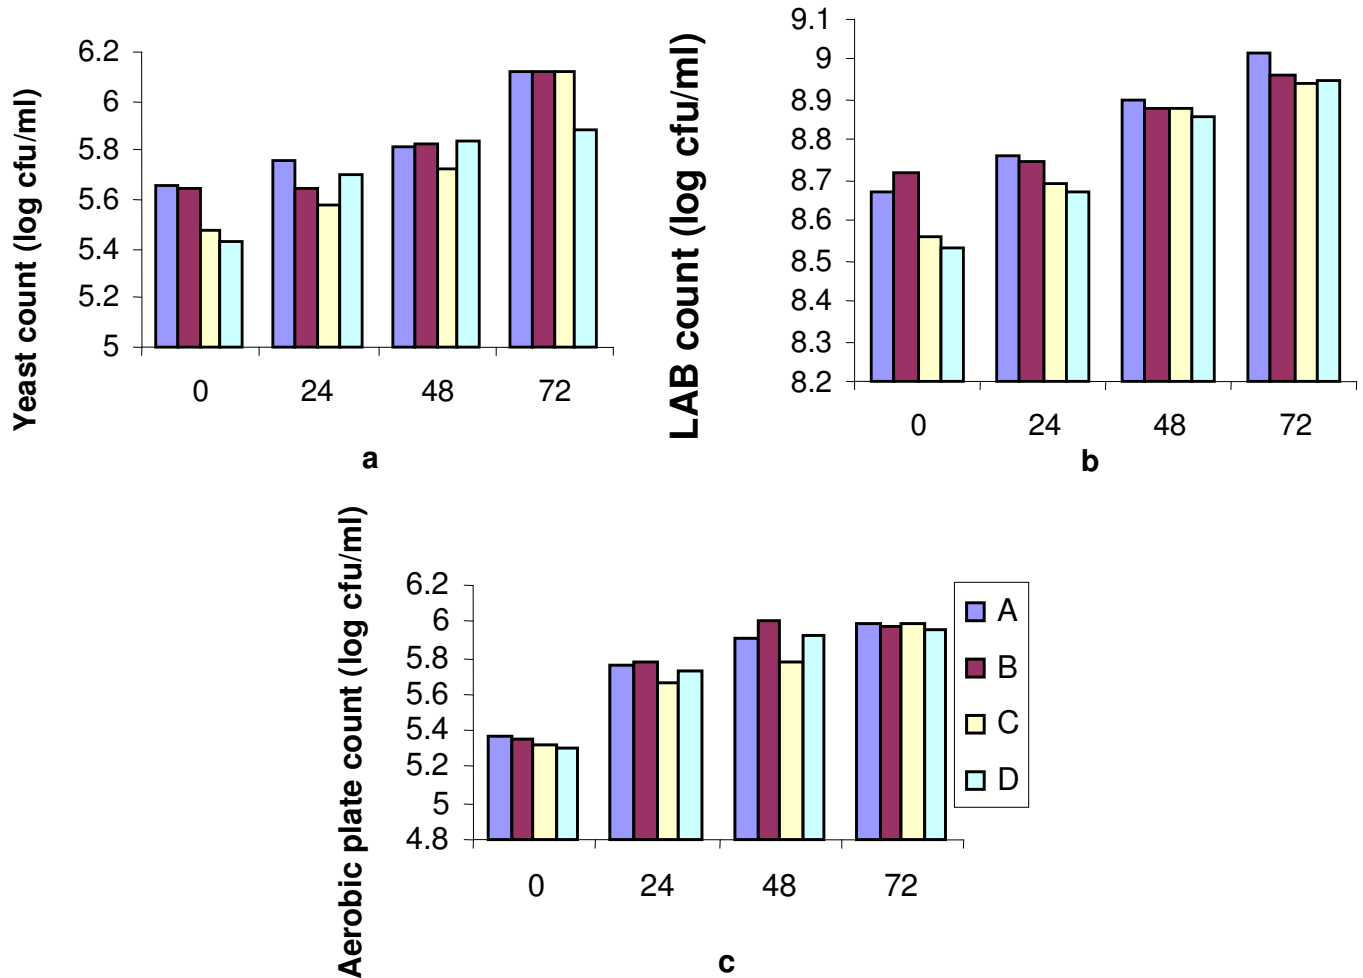 Yeast count (log cfu/ml)
6.2
6
5.8
5.6
5.4
5.2
5
0 24 48 72
a
LAB count (log cfu/ml)
9.1
9
8.9
8.8
8.7
8.6
8.5
8.4
8.3
8.2
0 24 48 72
b
Aerobic plate count (log cfu/ml)
6.2
6
5.8
5.6
5.4
5.2
5
4.8
0 24 48 72
c
A
B
C
D